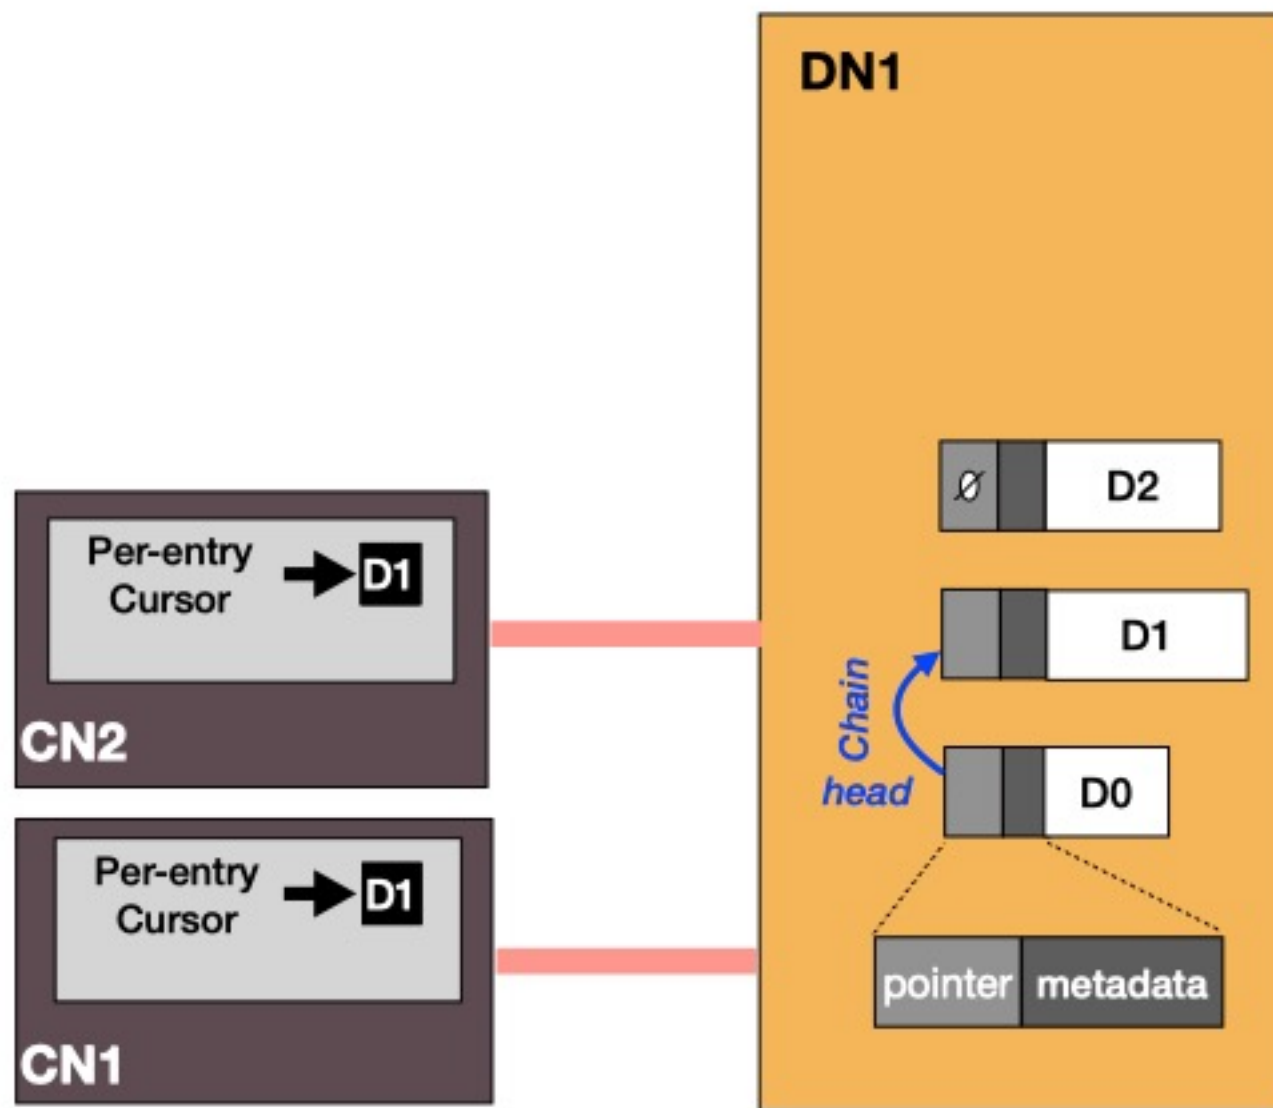 DN1
Ø
D2
Per-entry
Cursor
D1
CN2
D1
Chain
head
D0
Per-entry
Cursor
D1
CN1
pointer
metadata